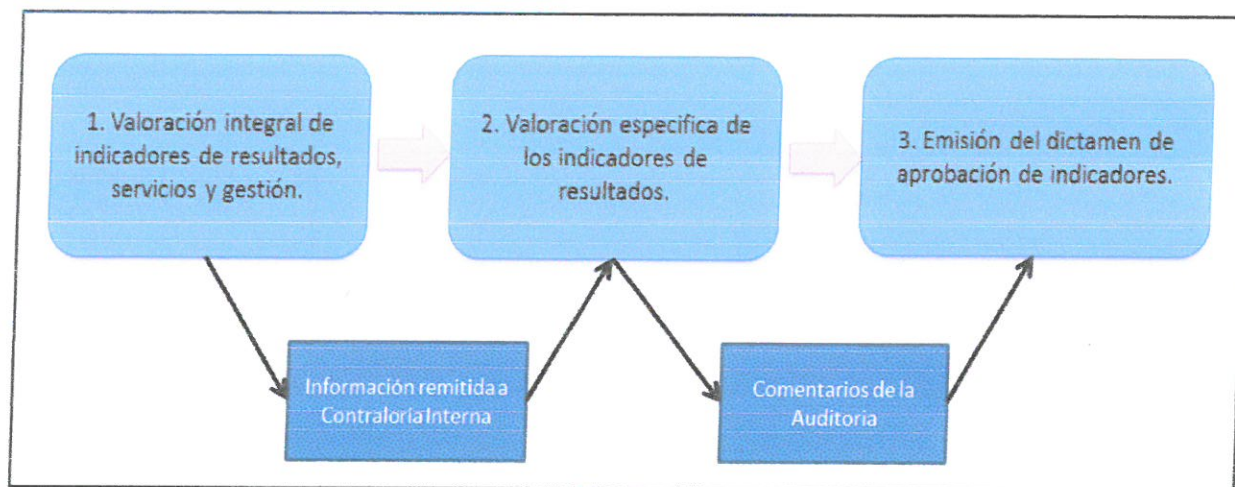 1. Valoración integral de
indicadores de resultados,
servicios y gestión.
2. Valoración especifica de
los indicadores de
resultados.
3. Emisión del dictamen de
aprobación de indicadores.
Información remitida a
Contraloría Interna
Comentarios de la
Auditoria